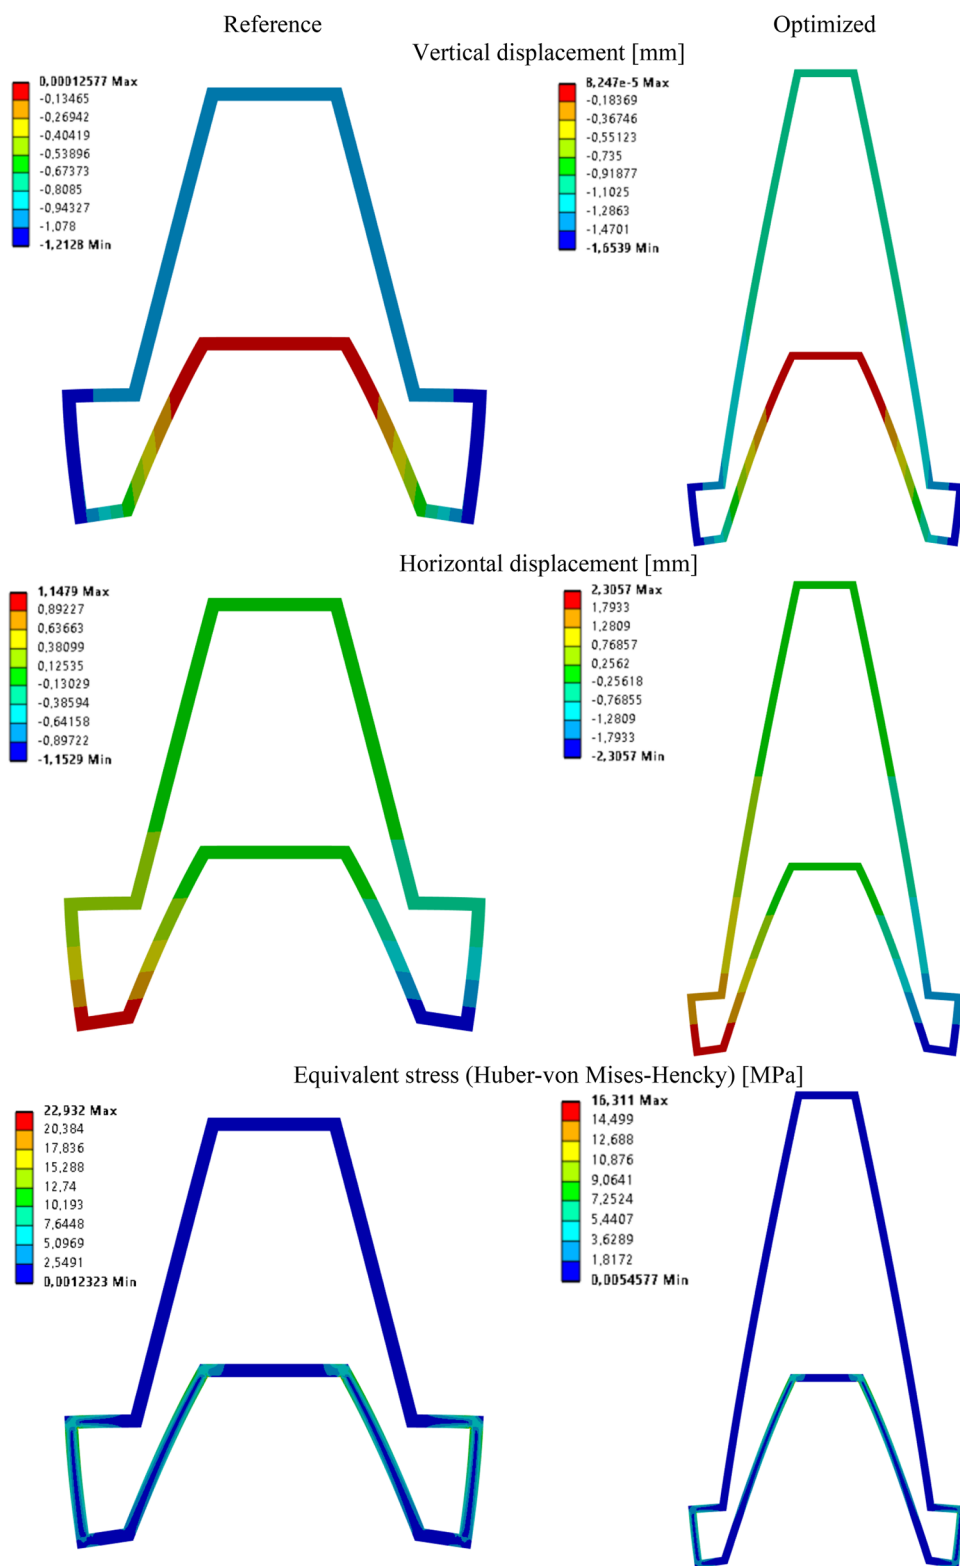 Reference
Optimized
Vertical displacement [mm]
0,00012577 Max
-0,13465
-0,26942
-0,40419
-0,53896
-0,67373
-0,8085
-0,94327
-1,078
-1,2128 Min
8,247e-5 Max
-0,18369
-0,36746
-0,55123
-0,735
-0,91877
-1,1025
-1,2863
-1,4701
-1,6539 Min
Horizontal displacement [mm]
1,1479 Max
0,89227
0,63663
0,38099
0,12535
-0,13029
-0,38594
-0,64158
-0,89722
-1,1529 Min
2,3057 Max
1,7933
1,2809
0,76857
0,2562
-0,25618
-0,76855
-1,2809
-1,7933
-2,3057 Min
Equivalent stress (Huber-von Mises-Hencky) [MPa]
22,932 Max
20,384
17,836
15,288
12,74
10,193
7,6448
5,0969
2,5491
0,0012323 Min
16,311 Max
14,499
12,688
10,876
9,0641
7,2524
5,4407
3,6289
1,8172
0,0054577 Min